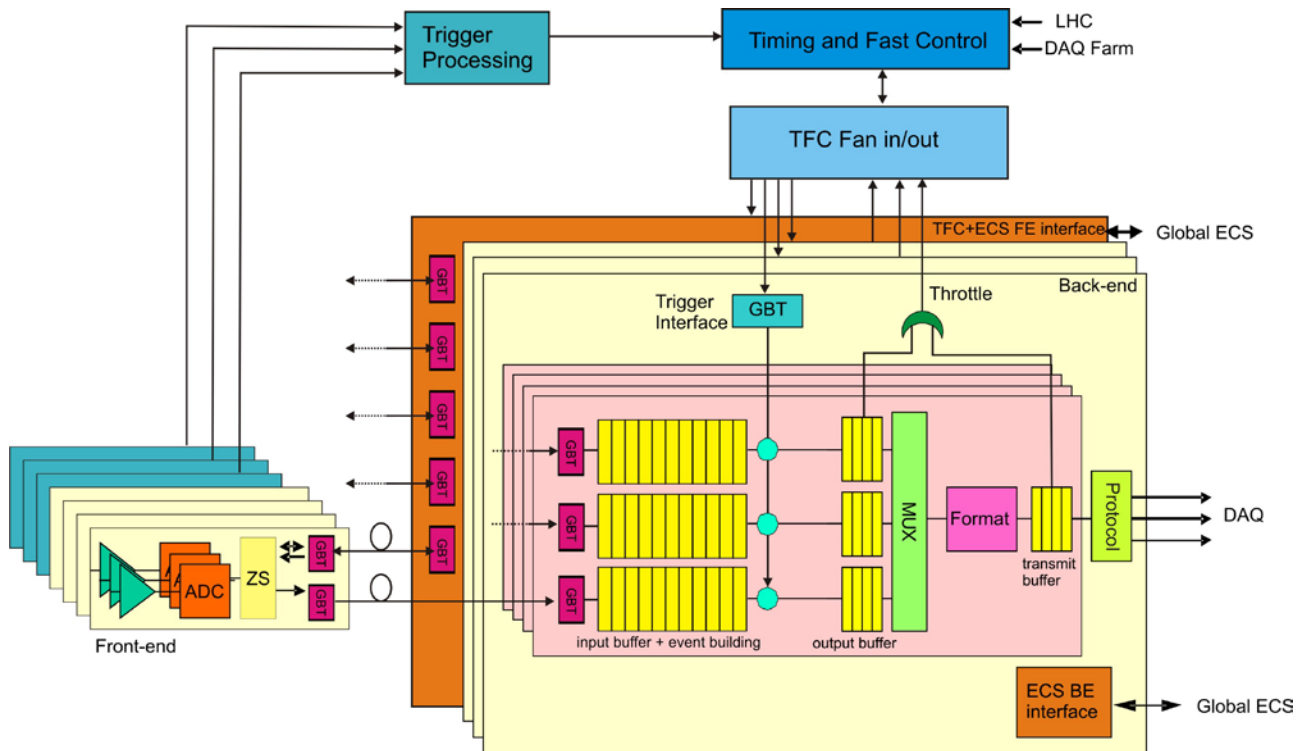 Trigger
Processing
Timing and Fast Control
LHC
DAQ Farm
TFC Fan in/out
TFC+ECS FE interface
Global ECS
Back-end
GBT
GBT
GBT
GBT
GBT
Trigger
Interface
GBT
Throttle
GBT
GBT
GBT
input buffer + event building
output buffer
MUX
Format
transmit
buffer
Protocol
DAQ
A
A
ADC
ZS
GBT
GBT
Front-end
ECS BE
interface
Global ECS